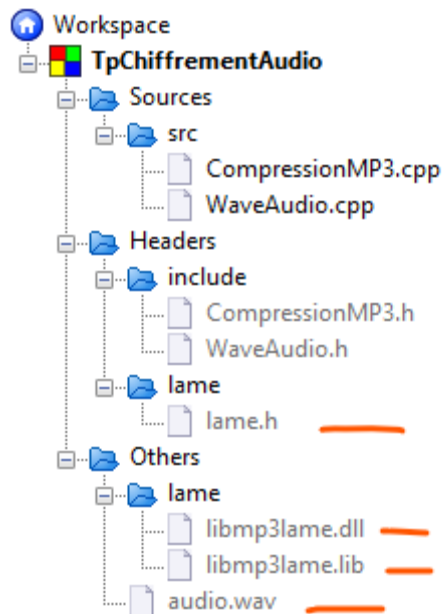 Workspace
TpChiffrementAudio
Sources
src
CompressionMP3.cpp
WaveAudio.cpp
Headers
include
CompressionMP3.h
WaveAudio.h
lame
lame.h
Others
lame
libmp3lame.dll
libmp3lame.lib
audio.wav